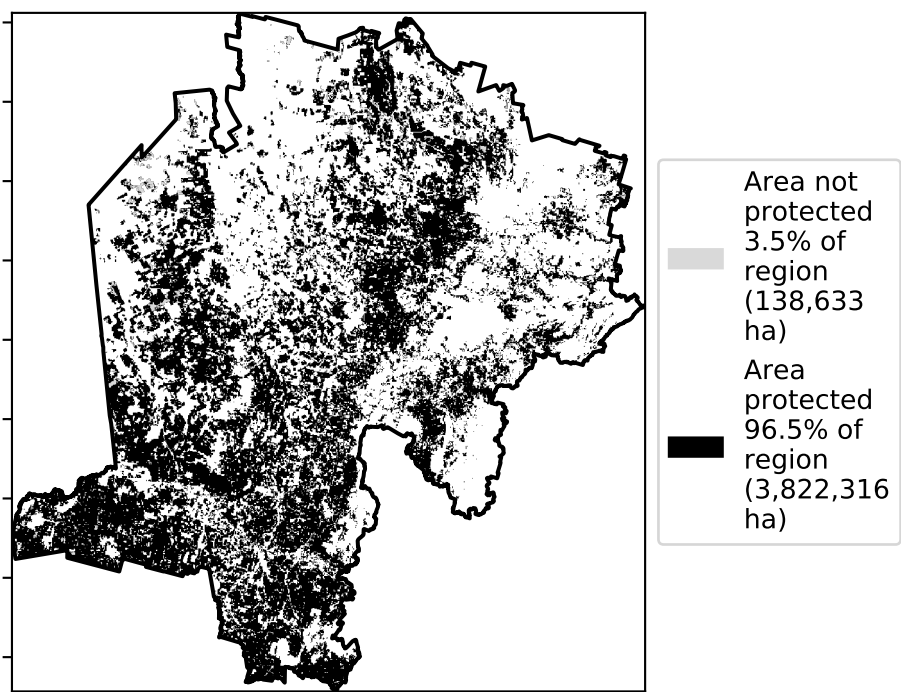 Area not
protected
3.5% of
region
(138,633
ha)
Area
protected
96.5% of
region
(3,822,316
ha)